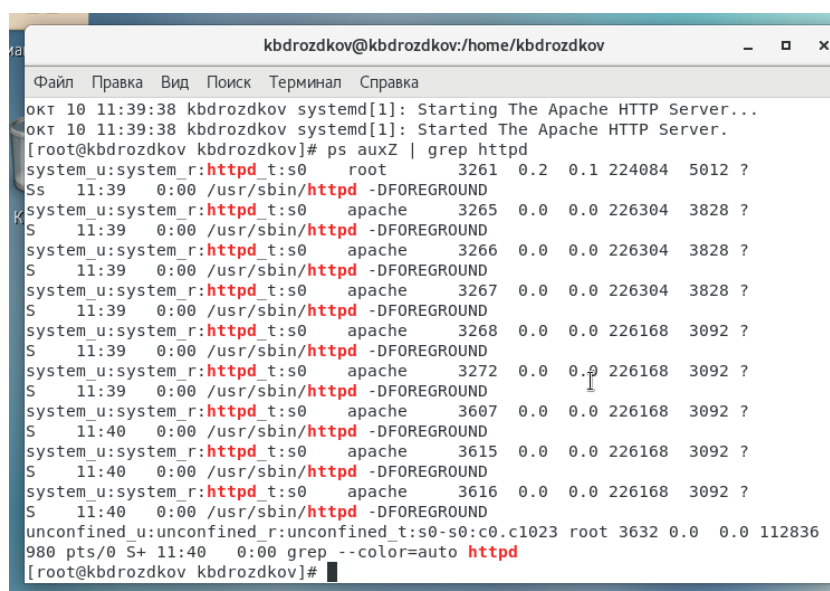 kbdrozdkov@kbdrozdkov:/home/kbdrozdkov
Файл Правка Вид Поиск Терминал Справка
окт 10 11:39:38 kbdrozdkov systemd[1]: Starting The Apache HTTP Server...
окт 10 11:39:38 kbdrozdkov systemd[1]: Started The Apache HTTP Server.
[root@kbdrozdkov kbdrozdkov]# ps auxZ | grep httpd
system_u:system_r:httpd_t:s0    root      3261  0.2  0.1 224084  5012 ?
Ss   11:39   0:00 /usr/sbin/httpd -DFOREGROUND
system_u:system_r:httpd_t:s0    apache    3265  0.0  0.0 226304  3828 ?
S    11:39   0:00 /usr/sbin/httpd -DFOREGROUND
system_u:system_r:httpd_t:s0    apache    3266  0.0  0.0 226304  3828 ?
S    11:39   0:00 /usr/sbin/httpd -DFOREGROUND
system_u:system_r:httpd_t:s0    apache    3267  0.0  0.0 226304  3828 ?
S    11:39   0:00 /usr/sbin/httpd -DFOREGROUND
system_u:system_r:httpd_t:s0    apache    3268  0.0  0.0 226168  3092 ?
S    11:39   0:00 /usr/sbin/httpd -DFOREGROUND
system_u:system_r:httpd_t:s0    apache    3272  0.0  0.0 226168  3092 ?
S    11:39   0:00 /usr/sbin/httpd -DFOREGROUND
system_u:system_r:httpd_t:s0    apache    3607  0.0  0.0 226168  3092 ?
S    11:40   0:00 /usr/sbin/httpd -DFOREGROUND
system_u:system_r:httpd_t:s0    apache    3615  0.0  0.0 226168  3092 ?
S    11:40   0:00 /usr/sbin/httpd -DFOREGROUND
system_u:system_r:httpd_t:s0    apache    3616  0.0  0.0 226168  3092 ?
S    11:40   0:00 /usr/sbin/httpd -DFOREGROUND
unconfined_u:unconfined_r:unconfined_t:s0-s0:c0.c1023 root 3632 0.0  0.0 112836
980 pts/0 S+ 11:40   0:00 grep --color=auto httpd
[root@kbdrozdkov kbdrozdkov]#